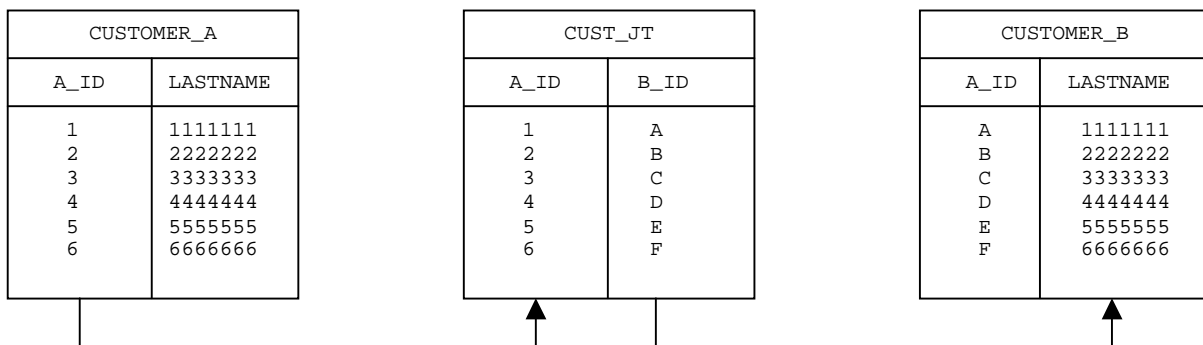 CUSTOMER_A CUST_JT CUSTOMER_B
A_ID LASTNAME A_ID B_ID A_ID LASTNAME
1 1111111 1 A A 1111111
2 2222222 2 B B 2222222
3 3333333 3 C C 3333333
4 4444444 4 D D 4444444
5 5555555 5 E E 5555555
6 6666666 6 F F 6666666